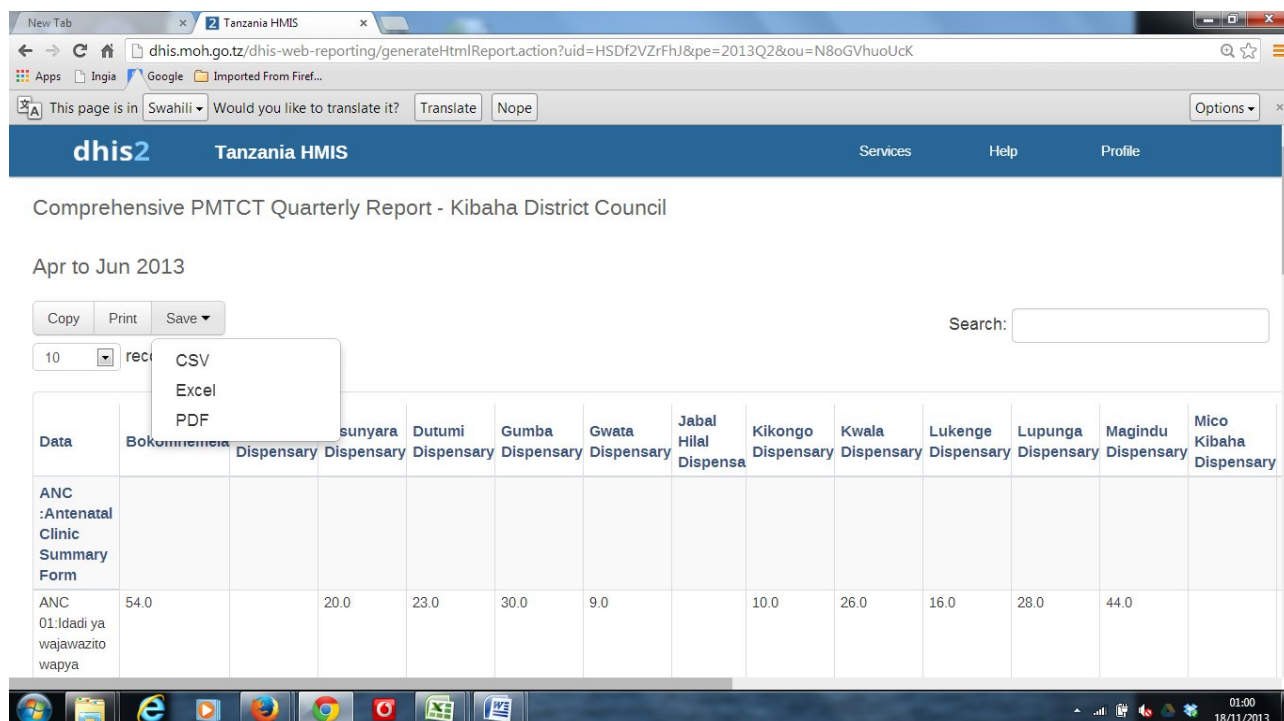 New Tab
Tanzania HMIS
dhis.moh.go.tz/dhis-web-reporting/generateHtmlReport.action?uid=HSDf2VZrFhJ&pe=2013Q2&ou=N8oGVhuoUcK
Apps Ingia Google Imported From Firef...
This page is in Swahili Would you like to translate it? Translate Nope Options
dhis2 Tanzania HMIS Services Help Profile
Comprehensive PMTCT Quarterly Report - Kibaha District Council
Apr to Jun 2013
Copy Print Save Search:
10
CSV
Excel
PDF
Data Dispensary Dispensary Dutumi Dispensary Gumba Dispensary Gwata Dispensary Jabal Hilal Kikongo Dispensary Kwala Dispensary Lukenge Dispensary Lupunga Dispensary Magindu Dispensary Mico Kibaha Dispensary
ANC
:Antenatal
Clinic
Summary
Form
ANC 54.0 20.0 23.0 30.0 9.0 10.0 26.0 16.0 28.0 44.0
01:Idadi ya
wajawazito
wapya
01:00
18/11/2013